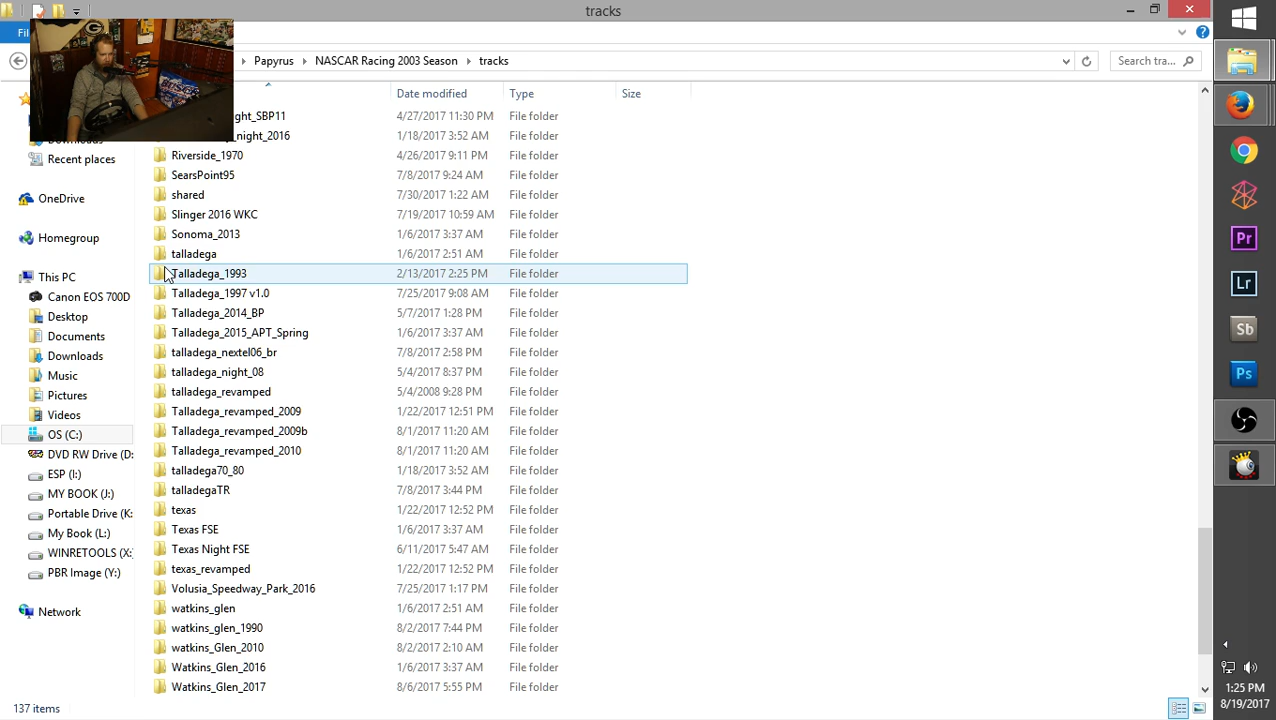 tracks
Fil
Papyrus NASCAR Racing 2003 Season tracks
Search tra...
Date modified Type Size
ght_SBP11 4/27/2017 11:30 PM File folder
_night_2016 1/18/2017 3:52 AM File folder
Riverside_1970 4/26/2017 9:11 PM File folder
SearsPoint95 7/8/2017 9:24 AM File folder
shared 7/30/2017 1:22 AM File folder
Slinger 2016 WKC 7/19/2017 10:59 AM File folder
Sonoma_2013 1/6/2017 3:37 AM File folder
talladega 1/6/2017 2:51 AM File folder
Talladega_1993 2/13/2017 2:25 PM File folder
Talladega_1997 v1.0 7/25/2017 9:08 AM File folder
Talladega_2014_BP 5/7/2017 1:28 PM File folder
Talladega_2015_APT_Spring 1/6/2017 3:37 AM File folder
talladega_nextel06_br 7/8/2017 2:58 PM File folder
talladega_night_08 5/4/2017 8:37 PM File folder
talladega_revamped 5/4/2008 9:28 PM File folder
Talladega_revamped_2009 1/22/2017 12:51 PM File folder
Talladega_revamped_2009b 8/1/2017 11:20 AM File folder
Talladega_revamped_2010 8/1/2017 11:20 AM File folder
talladega70_80 1/18/2017 3:52 AM File folder
talladegaTR 7/8/2017 3:44 PM File folder
texas 1/22/2017 12:52 PM File folder
Texas FSE 1/6/2017 3:37 AM File folder
Texas Night FSE 6/11/2017 5:47 AM File folder
texas_revamped 1/22/2017 12:52 PM File folder
Volusia_Speedway_Park_2016 7/25/2017 1:17 PM File folder
watkins_glen 1/6/2017 2:51 AM File folder
watkins_glen_1990 8/2/2017 7:44 PM File folder
watkins_Glen_2010 8/2/2017 2:10 AM File folder
Watkins_Glen_2016 1/6/2017 3:37 AM File folder
Watkins_Glen_2017 8/6/2017 5:55 PM File folder
Downloads
Recent places
OneDrive
Homegroup
This PC
Canon EOS 700D
Desktop
Documents
Downloads
Music
Pictures
Videos
OS (C:)
DVD RW Drive (D:
ESP (I:)
MY BOOK (J:)
Portable Drive (K:
My Book (L:)
WINRETOOLS (X:
PBR Image (Y:)
Network
137 items
Pr
Lr
Sb
Ps
1:25 PM
8/19/2017